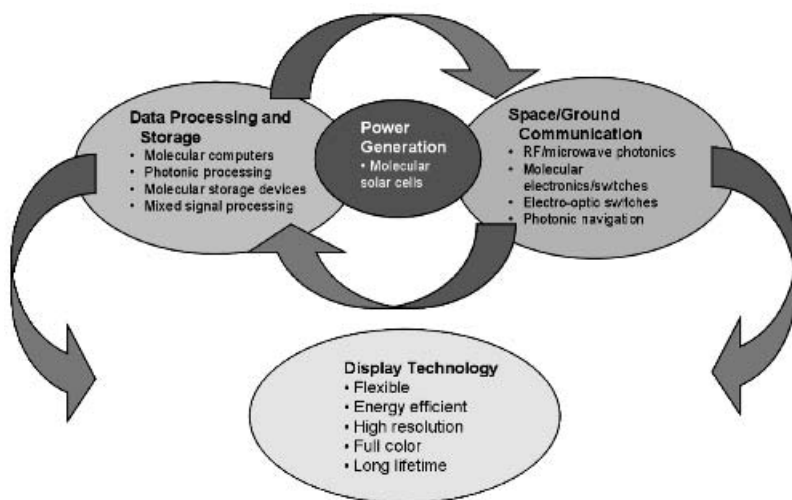 Data Processing and
Storage
• Molecular computers
• Photonic processing
• Molecular storage devices
• Mixed signal processing
Power
Generation
• Molecular
solar cells
Space/Ground
Communication
• RF/microwave photonics
• Molecular
electronics/switches
• Electro-optic switches
• Photonic navigation
Display Technology
• Flexible
• Energy efficient
• High resolution
• Full color
• Long lifetime